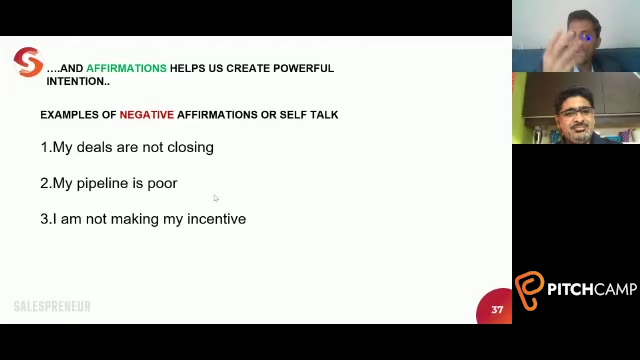 ....AND AFFIRMATIONS HELPS US CREATE POWERFUL
INTENTION..
EXAMPLES OF NEGATIVE AFFIRMATIONS OR SELF TALK
1.My deals are not closing
2.My pipeline is poor
3.I am not making my incentive
SALESPRENEUR
37
PITCHCAMP